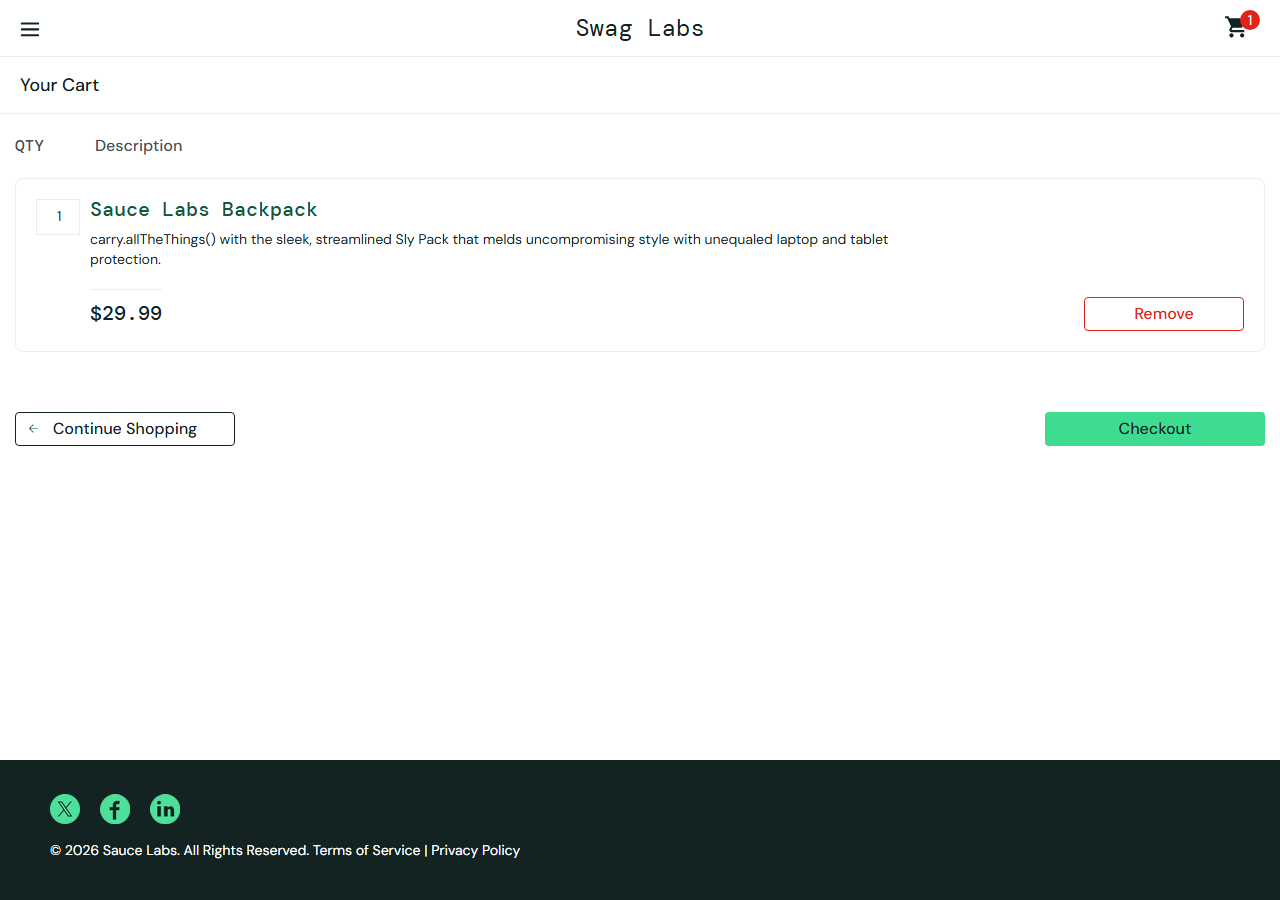 Swag Labs
1
Your Cart
QTY Description
1
Sauce Labs Backpack
carry.allTheThings() with the sleek, streamlined Sly Pack that melds uncompromising style with unequaled laptop and tablet
protection.
$29.99
Remove
Continue Shopping
Checkout
© 2026 Sauce Labs. All Rights Reserved. Terms of Service | Privacy Policy